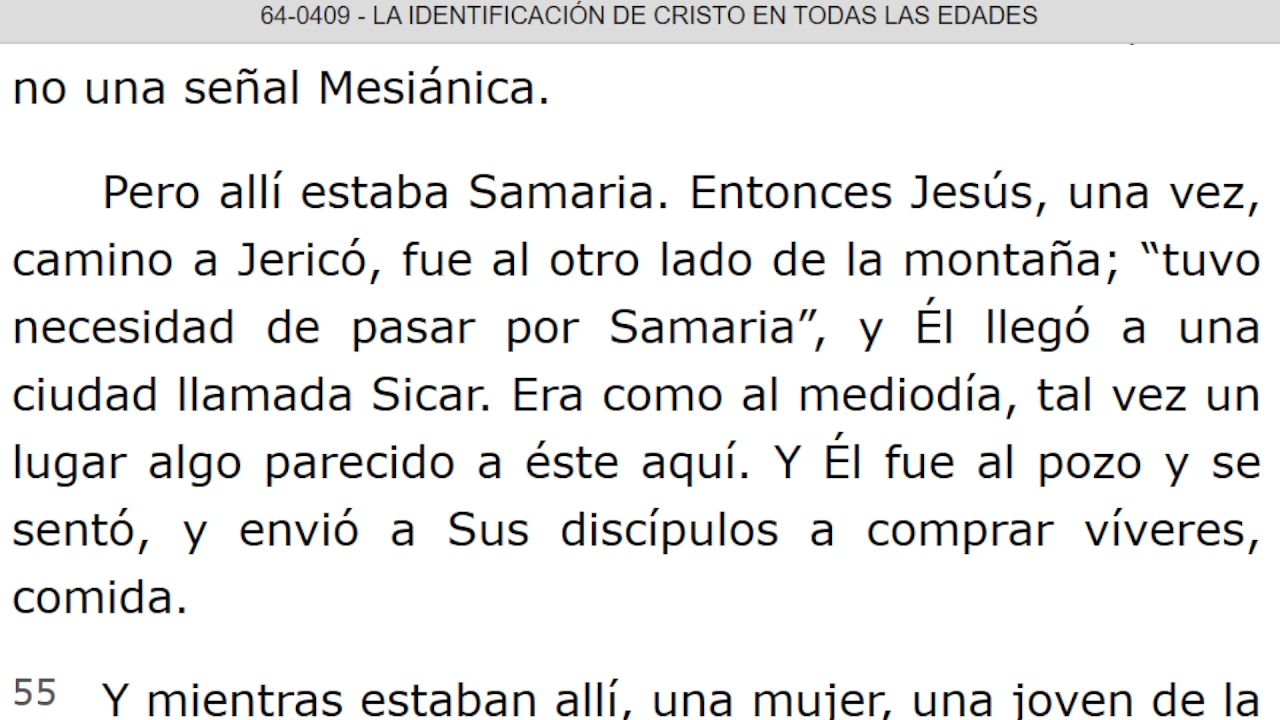 64-0409 - LA IDENTIFICACIÓN DE CRISTO EN TODAS LAS EDADES
no una señal Mesiánica.
Pero allí estaba Samaria. Entonces Jesús, una vez,
camino a Jericó, fue al otro lado de la montaña; “tuvo
necesidad de pasar por Samaria”, y Él llegó a una
ciudad llamada Sicar. Era como al mediodía, tal vez un
lugar algo parecido a éste aquí. Y Él fue al pozo y se
sentó, y envió a Sus discípulos a comprar víveres,
comida.
55 Y mientras estaban allí, una mujer, una joven de la